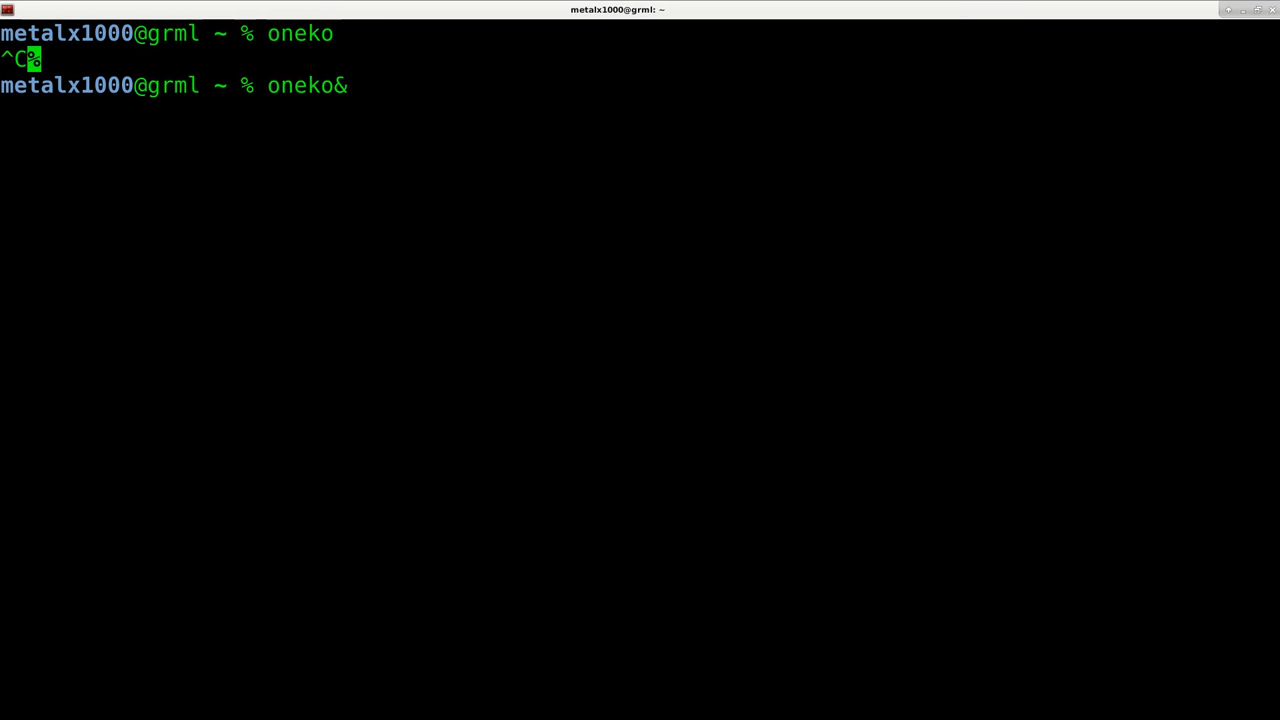 metalx1000@grml: ~
metalx1000@grml ~ % oneko
^C%
metalx1000@grml ~ % oneko&